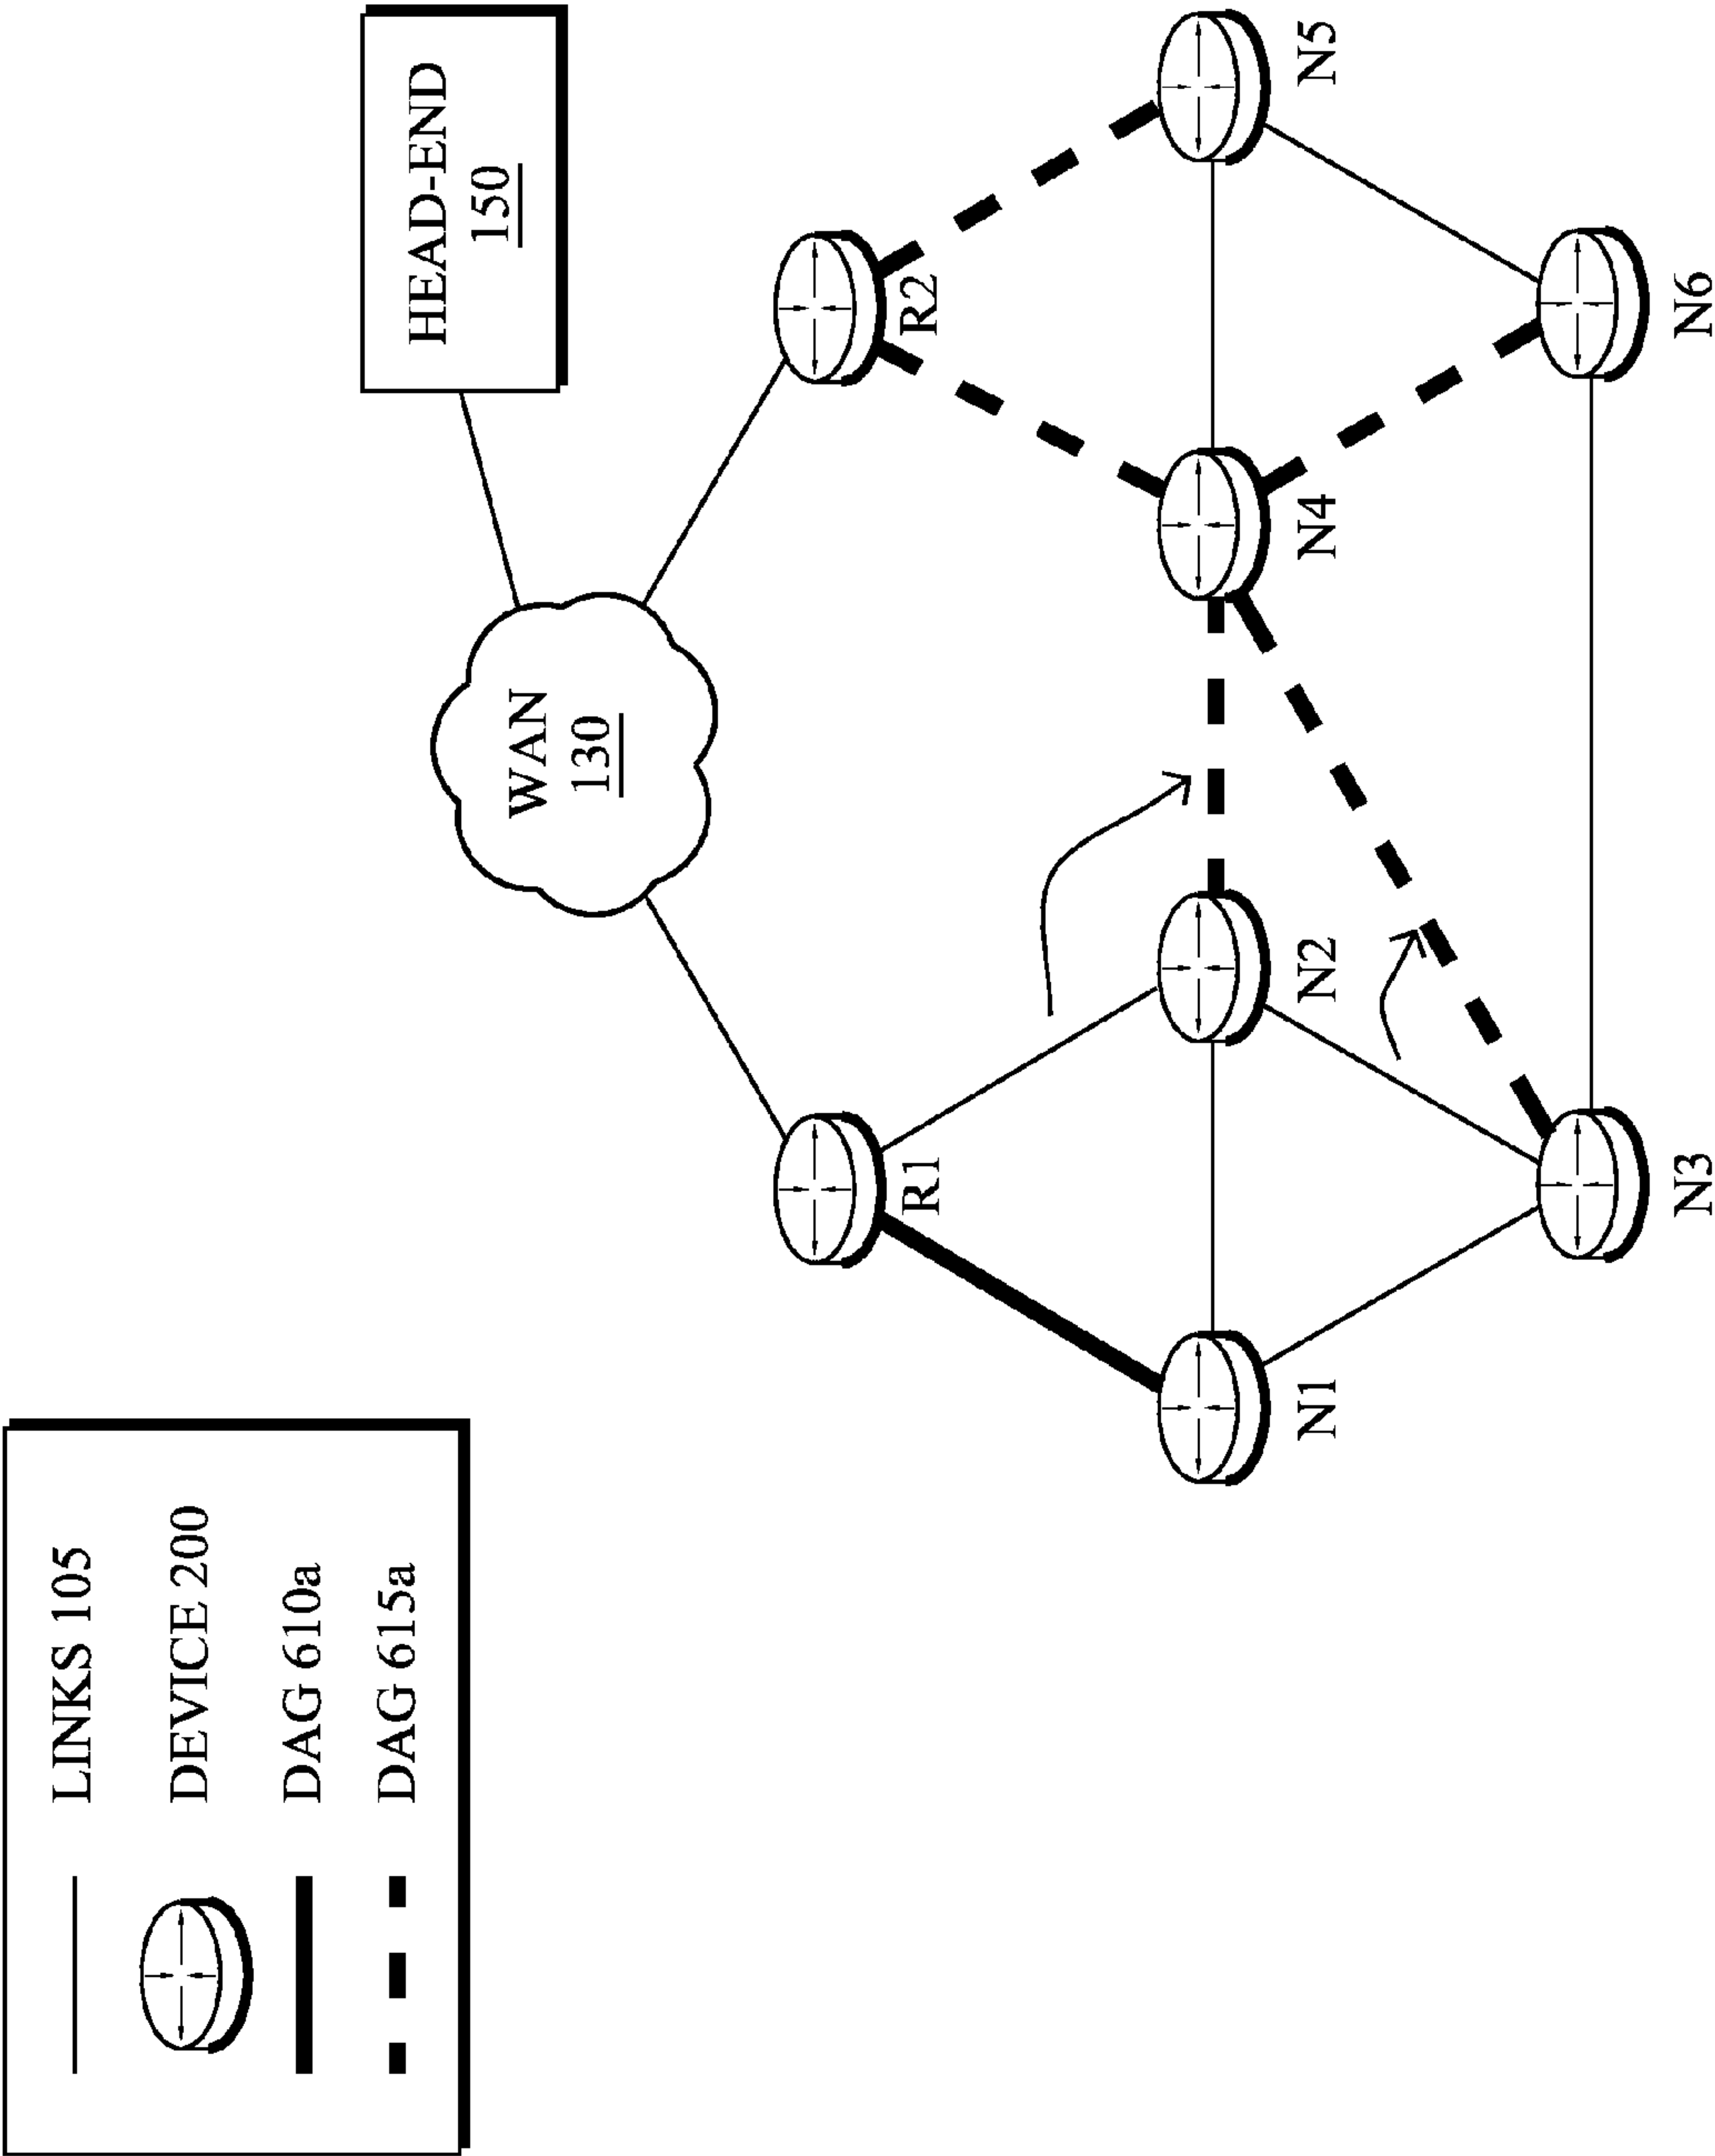 LINKS 105
DEVICE 200
DAG 610a
DAG 615a
HEAD-END
150
WAN
130
R1
R2
N1
N2
N4
N5
N3
N6